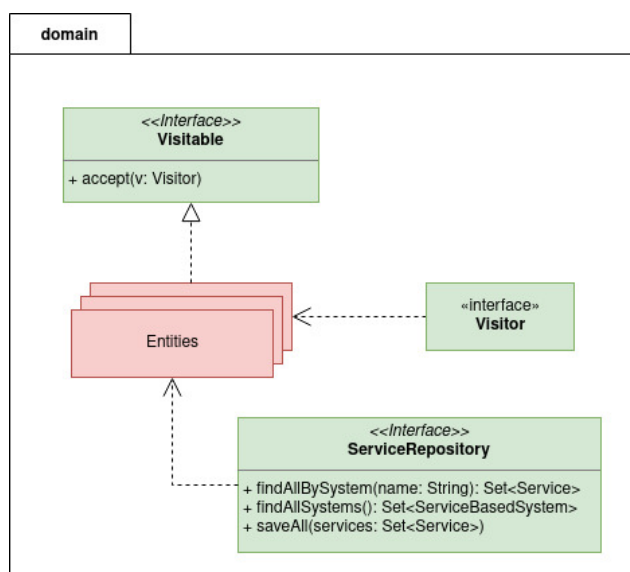 domain
<<Interface>>
Visitable
+ accept(v: Visitor)
Entities
«interface»
Visitor
<<Interface>>
ServiceRepository
+ findAllBySystem(name: String): Set<Service>
+ findAllSystems(): Set<ServiceBasedSystem>
+ saveAll(services: Set<Service>)